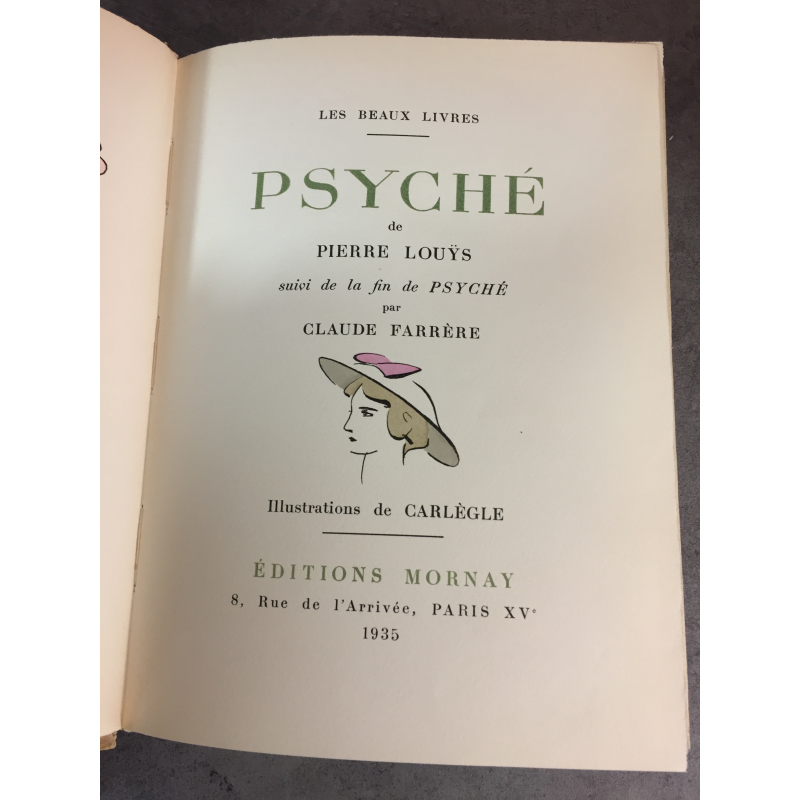 LES BEAUX LIVRES
PSYCHÉ
de
PIERRE LOUŸS
suivi de la fin de PSYCHÉ
par
CLAUDE FARRÈRE
Illustrations de CARLÈGLE
ÉDITIONS MORNAY
8, Rue de l'Arrivée, PARIS XVe
1935